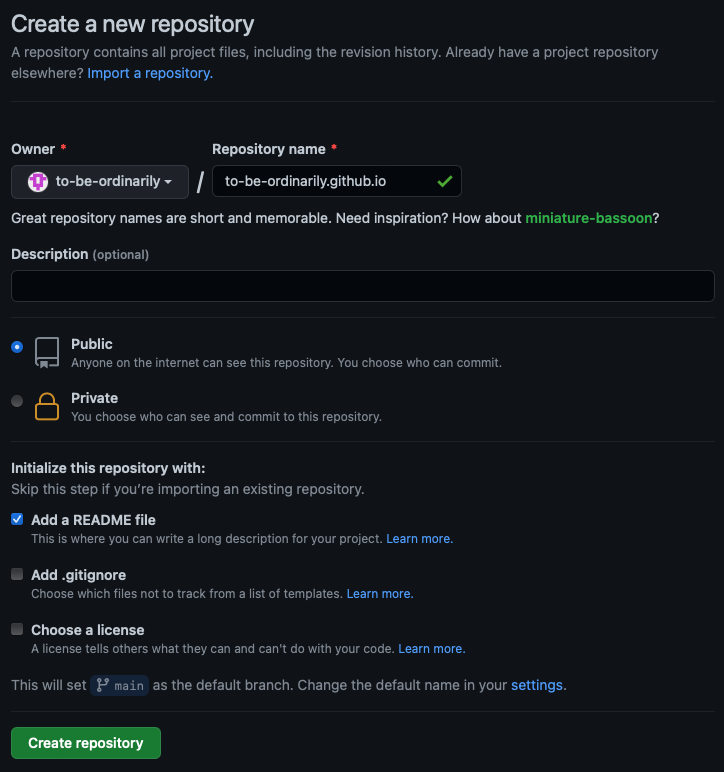 Create a new repository
A repository contains all project files, including the revision history. Already have a project repository
elsewhere? Import a repository.
Owner * Repository name *
to-be-ordinarily / to-be-ordinarily.github.io
Great repository names are short and memorable. Need inspiration? How about miniature-bassoon?
Description (optional)
Public
Anyone on the internet can see this repository. You choose who can commit.
Private
You choose who can see and commit to this repository.
Initialize this repository with:
Skip this step if you’re importing an existing repository.
Add a README file
This is where you can write a long description for your project. Learn more.
Add .gitignore
Choose which files not to track from a list of templates. Learn more.
Choose a license
A license tells others what they can and can't do with your code. Learn more.
This will set main as the default branch. Change the default name in your settings.
Create repository